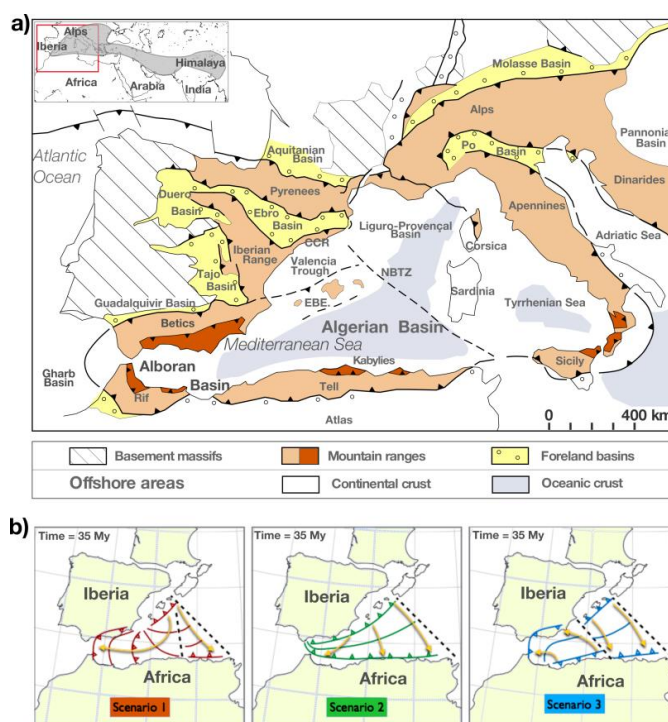 a)
Alps
Iberia
Himalaya
Africa
Arabia
India
Molasse Basin
Alps
Pannonia
Basin
Atlantic
Ocean
Aquitanian
Basin
Po
Basin
Dinarides
Pyrenees
Duero
Basin
Ebro
Basin
Apennines
Liguro-Provençal
Basin
Adriatic Sea
CCR
Corsica
Iberian
Range
Valencia
Trough
NBTZ
Tajo
Basin
Sardinia
Tyrrhenian Sea
Guadalquivir Basin
EBE.
Betics
Algerian Basin
Mediterranean Sea
Alboran
Basin
Kabylies
Sicily
Gharb
Basin
Rif
Tell
Atlas
0 400 km
Basement massifs
Mountain ranges
Foreland basins
Offshore areas
Continental crust
Oceanic crust
b)
Time = 35 My
Iberia
Africa
Scenario 1
Time = 35 My
Iberia
Africa
Scenario 2
Time = 35 My
Iberia
Africa
Scenario 3